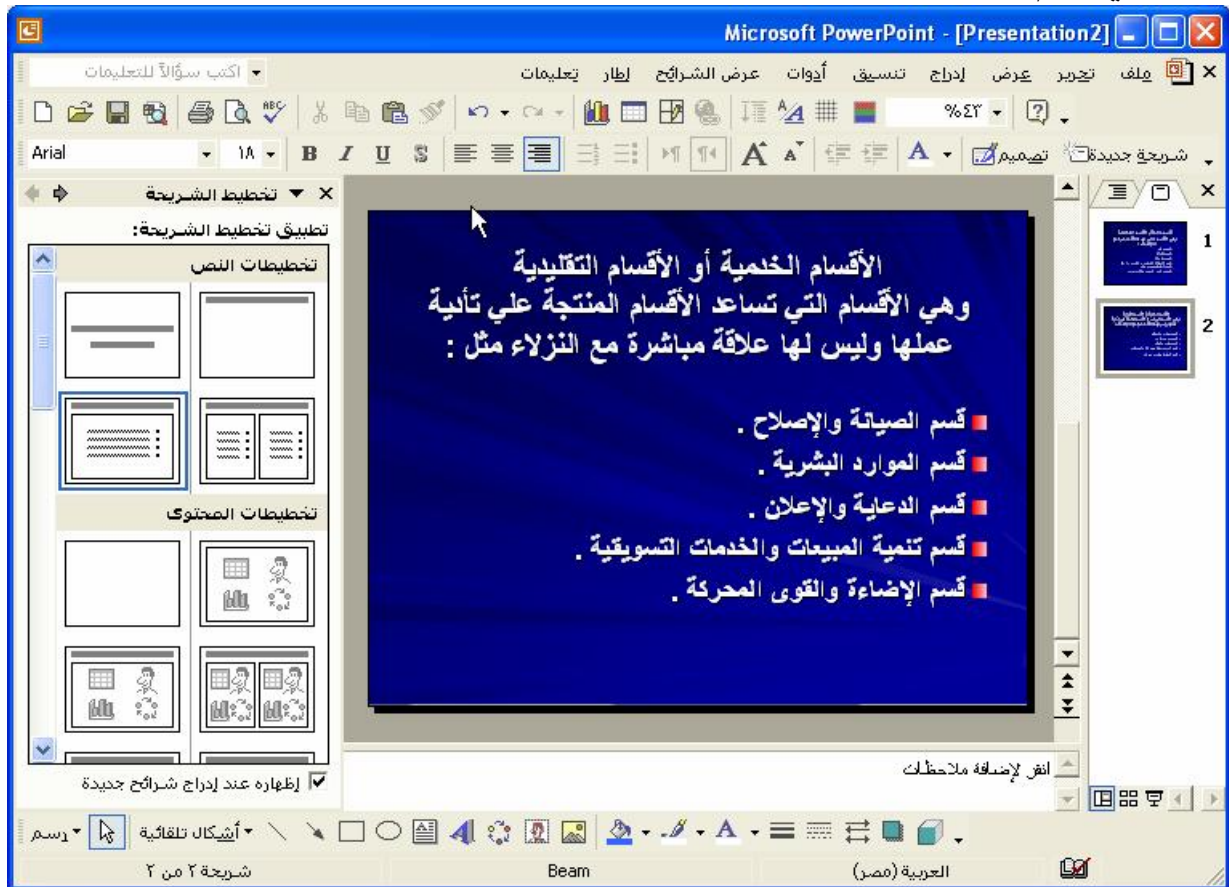 Microsoft PowerPoint - [Presentation2]
ملف تحرير عرض إدراج تنسيق أدوات عرض الشرائح إطار تعليمات
اكتب سؤالاً للتعليمات
%٤٣
Arial
١٨
B I U S
تصميم
شريحة جديدة
تخطيط الشريحة
تطبيق تخطيط الشريحة:
تخطيطات النص
تخطيطات المحتوى
إظهاره عند إدراج شرائح جديدة
الأقسام الخدمية أو الأقسام التقليدية
وهي الأقسام التي تساعد الأقسام المنتجة علي تأدية
عملها وليس لها علاقة مباشرة مع النزلاء مثل :
قسم الصيانة والإصلاح .
قسم الموارد البشرية .
قسم الدعاية والإعلان .
قسم تنمية المبيعات والخدمات التسويقية .
قسم الإضاءة والقوى المحركة .
1
2
انقر لإضافة ملاحظات
رسم
أشكال تلقائية
شريحة ٢ من ٢
Beam
العربية (مصر)